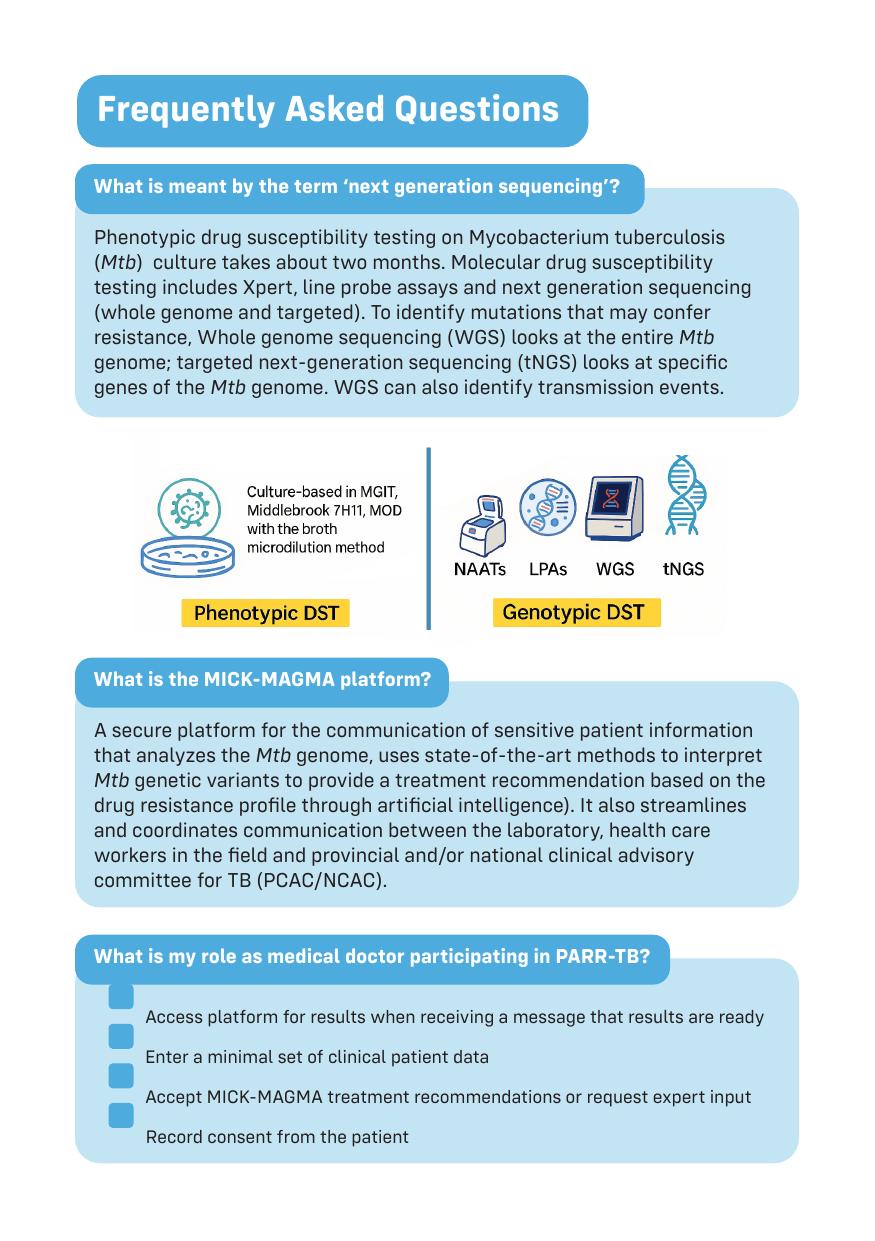 Frequently Asked Questions
What is meant by the term ‘next generation sequencing’?
Phenotypic drug susceptibility testing on Mycobacterium tuberculosis
(Mtb)  culture takes about two months. Molecular drug susceptibility
testing includes Xpert, line probe assays and next generation sequencing
(whole genome and targeted). To identify mutations that may confer
resistance, Whole genome sequencing (WGS) looks at the entire Mtb
genome; targeted next-generation sequencing (tNGS) looks at specific
genes of the Mtb genome. WGS can also identify transmission events.
Culture-based in MGIT,
Middlebrook 7H11, MOD
with the broth
microdilution method
Phenotypic DST
NAATs LPAs WGS tNGS
Genotypic DST
What is the MICK-MAGMA platform?
A secure platform for the communication of sensitive patient information
that analyzes the Mtb genome, uses state-of-the-art methods to interpret
Mtb genetic variants to provide a treatment recommendation based on the
drug resistance profile through artificial intelligence). It also streamlines
and coordinates communication between the laboratory, health care
workers in the field and provincial and/or national clinical advisory
committee for TB (PCAC/NCAC).
What is my role as medical doctor participating in PARR-TB?
Access platform for results when receiving a message that results are ready
Enter a minimal set of clinical patient data
Accept MICK-MAGMA treatment recommendations or request expert input
Record consent from the patient